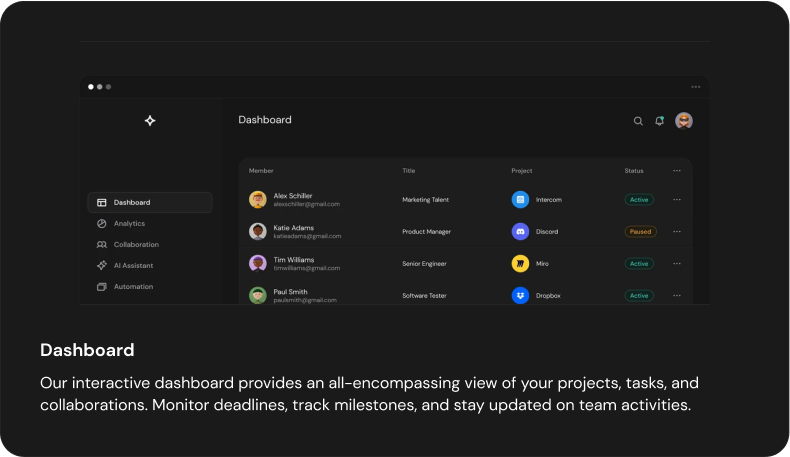 Dashboard
Member Title Project Status
Dashboard
Analytics
Collaboration
AI Assistant
Automation
Alex Schiller
alexschiller@gmail.com
Marketing Talent Intercom Active
Katie Adams
katieadams@gmail.com
Product Manager Discord Paused
Tim Williams
timwilliams@gmail.com
Senior Engineer Miro Active
Paul Smith
paulsmith@gmail.com
Software Tester Dropbox Active
Dashboard
Our interactive dashboard provides an all-encompassing view of your projects, tasks, and
collaborations. Monitor deadlines, track milestones, and stay updated on team activities.